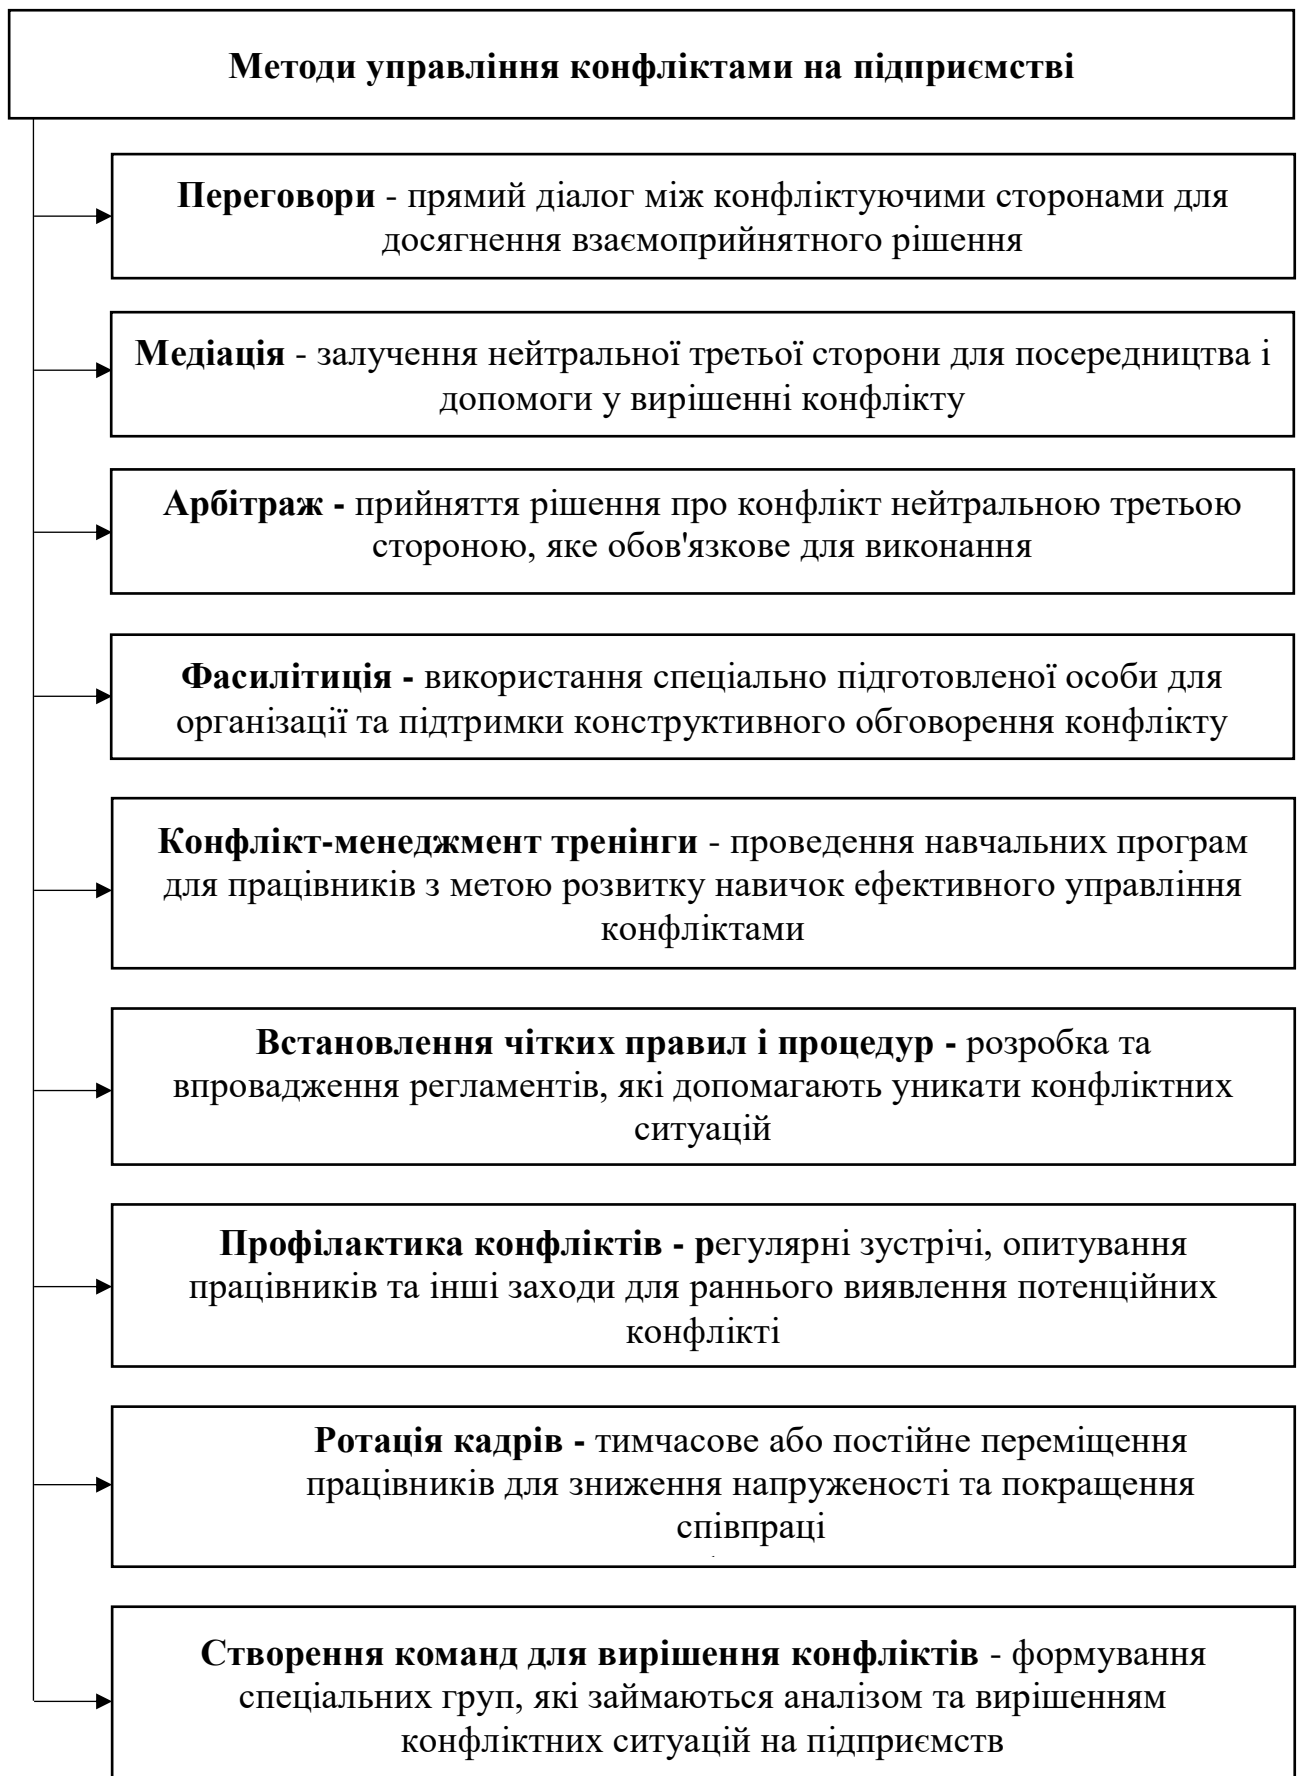 Методи управління конфліктами на підприємстві
Переговори - прямий діалог між конфліктуючими сторонами для
досягнення взаємоприйнятного рішення
Медіація - залучення нейтральної третьої сторони для посередництва і
допомоги у вирішенні конфлікту
Арбітраж - прийняття рішення про конфлікт нейтральною третьою
стороною, яке обов'язкове для виконання
Фасилітиція - використання спеціально підготовленої особи для
організації та підтримки конструктивного обговорення конфлікту
Конфлікт-менеджмент тренінги - проведення навчальних програм
для працівників з метою розвитку навичок ефективного управління
конфліктами
Встановлення чітких правил і процедур - розробка та
впровадження регламентів, які допомагають уникати конфліктних
ситуацій
Профілактика конфліктів - регулярні зустрічі, опитування
працівників та інші заходи для раннього виявлення потенційних
конфлікті
Ротація кадрів - тимчасове або постійне переміщення
працівників для зниження напруженості та покращення
співпраці
Створення команд для вирішення конфліктів - формування
спеціальних груп, які займаються аналізом та вирішенням
конфліктних ситуацій на підприємств